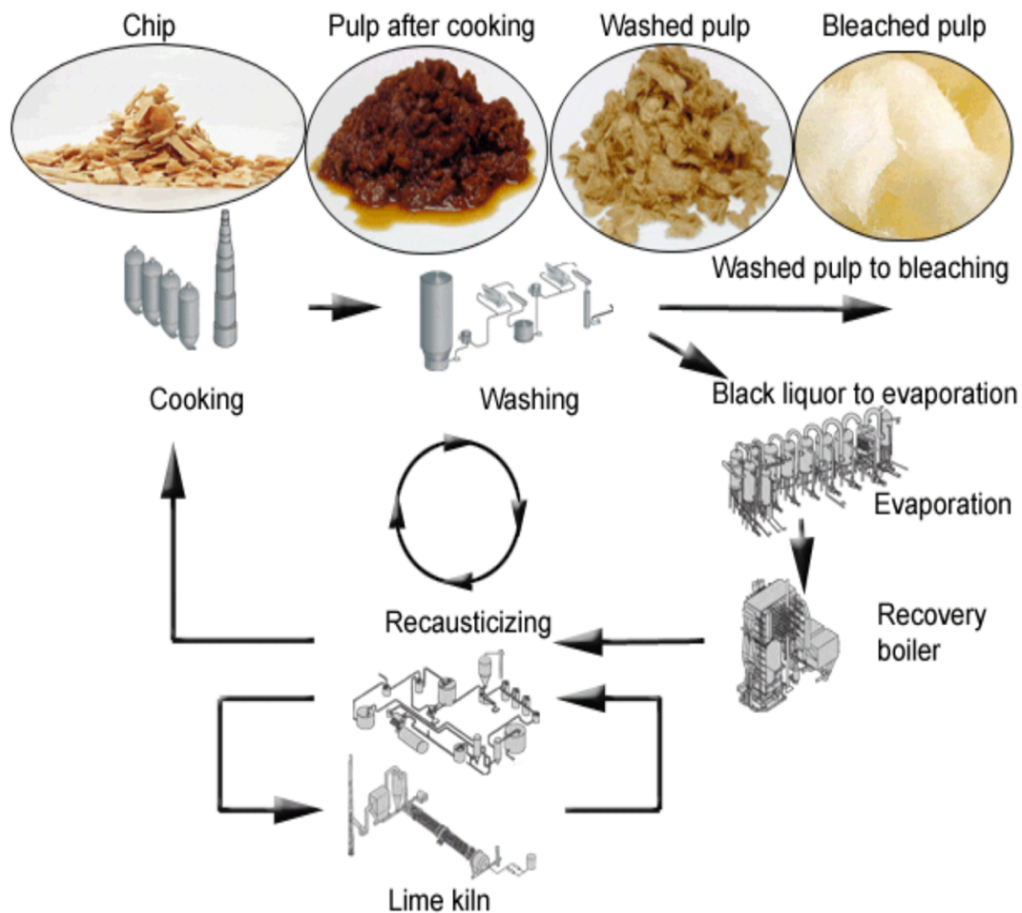 Chip
Pulp after cooking
Washed pulp
Bleached pulp
Washed pulp to bleaching
Cooking
Washing
Black liquor to evaporation
Evaporation
Recausticizing
Recovery
boiler
Lime kiln